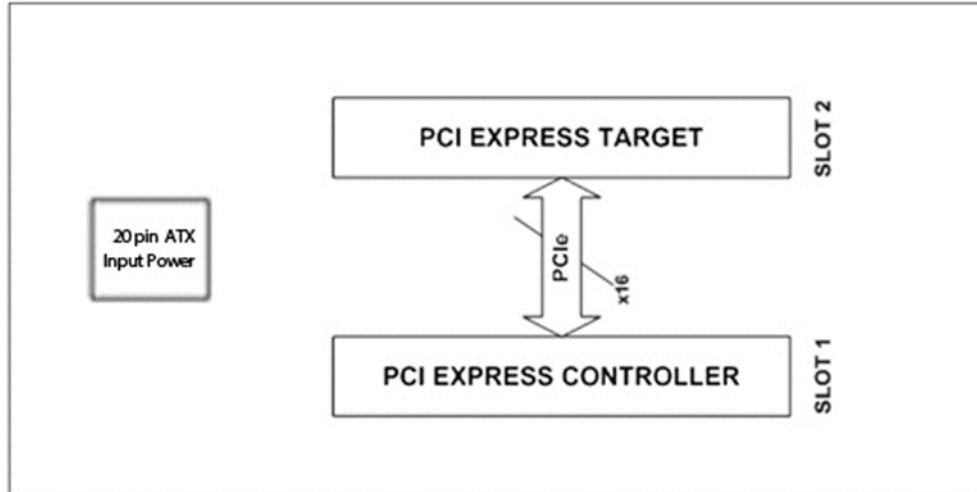 PCI EXPRESS TARGET
SLOT 2
20 pin ATX
Input Power
PCIe
x16
PCI EXPRESS CONTROLLER
SLOT 1